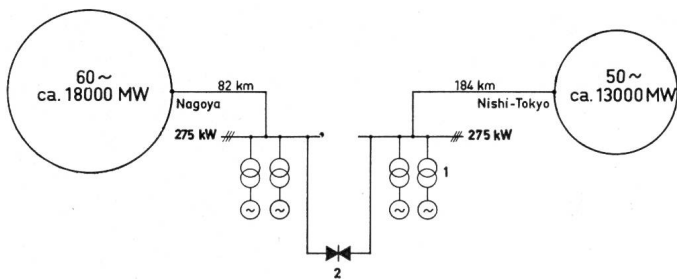 60~
ca. 18000 MW
82 km
Nagoya
275 kW
184 km
Nishi-Tokyo
275 kW
50~
ca. 13000 MW
1
~
~
~
~
2